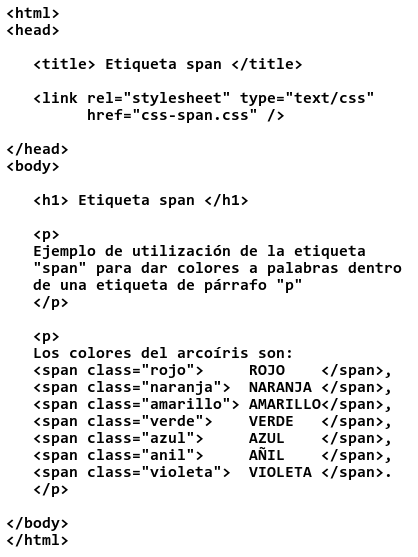 <html>
<head>
<title> Etiqueta span </title>
<link rel="stylesheet" type="text/css"
href="css-span.css" />
</head>
<body>
<h1> Etiqueta span </h1>
<p>
Ejemplo de utilización de la etiqueta
"span" para dar colores a palabras dentro
de una etiqueta de párrafo "p"
</p>
<p>
Los colores del arcoíris son:
<span class="rojo">     ROJO    </span>,
<span class="naranja">  NARANJA </span>,
<span class="amarillo"> AMARILLO</span>,
<span class="verde">    VERDE   </span>,
<span class="azul">     AZUL    </span>,
<span class="anil">     AÑIL    </span>,
<span class="violeta">  VIOLETA </span>.
</p>
</body>
</html>